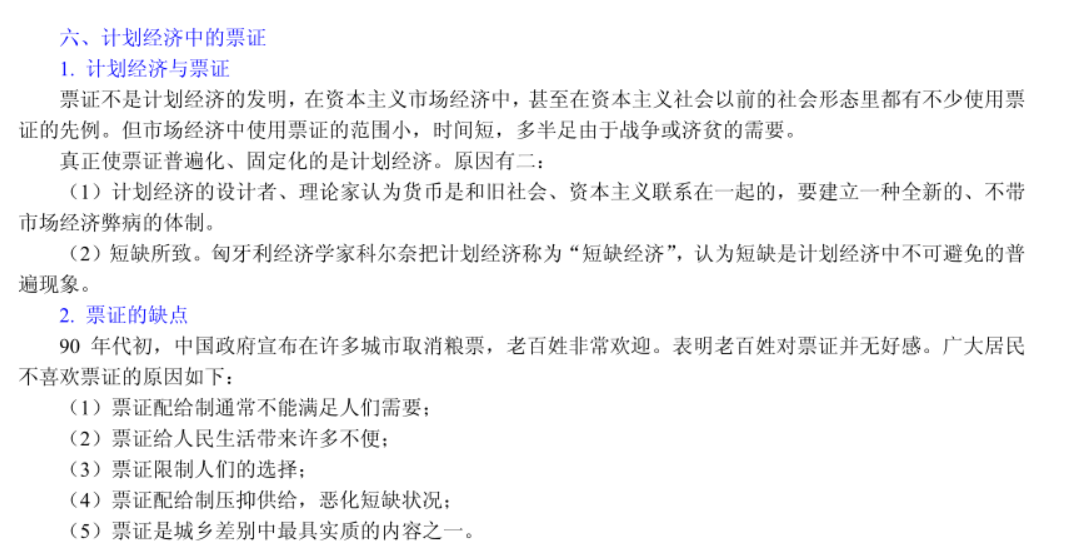 六、计划经济中的票证
1. 计划经济与票证
票证不是计划经济的发明，在资本主义市场经济中，甚至在资本主义社会以前的社会形态里都有不少使用票
证的先例。但市场经济中使用票证的范围小，时间短，多半足由于战争或济贫的需要。
真正使票证普遍化、固定化的是计划经济。原因有二：
（1）计划经济的设计者、理论家认为货币是和旧社会、资本主义联系在一起的，要建立一种全新的、不带
市场经济弊病的体制。
（2）短缺所致。匈牙利经济学家科尔奈把计划经济称为“短缺经济”，认为短缺是计划经济中不可避免的普
遍现象。
2. 票证的缺点
90 年代初，中国政府宣布在许多城市取消粮票，老百姓非常欢迎。表明老百姓对票证并无好感。广大居民
不喜欢票证的原因如下：
（1）票证配给制通常不能满足人们需要；
（2）票证给人民生活带来许多不便；
（3）票证限制人们的选择；
（4）票证配给制压抑供给，恶化短缺状况；
（5）票证是城乡差别中最具实质的内容之一。